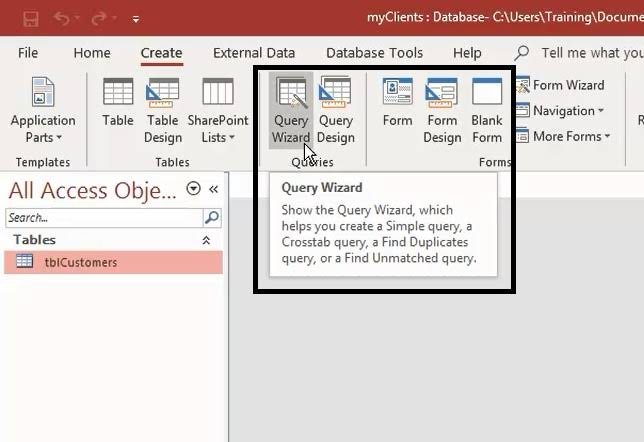 myClients : Database- C:\Users\Training\Docume
File Home Create External Data Database Tools Help Tell me what you
Application Parts
Table
Table Design
SharePoint Lists
Query Wizard
Query Design
Form
Form Design
Blank Form
Form Wizard
Navigation
More Forms
R
Templates Tables Queries Forms
All Access Obje...
Search...
Tables
tblCustomers
Query Wizard
Show the Query Wizard, which
helps you create a Simple query, a
Crosstab query, a Find Duplicates
query, or a Find Unmatched query.